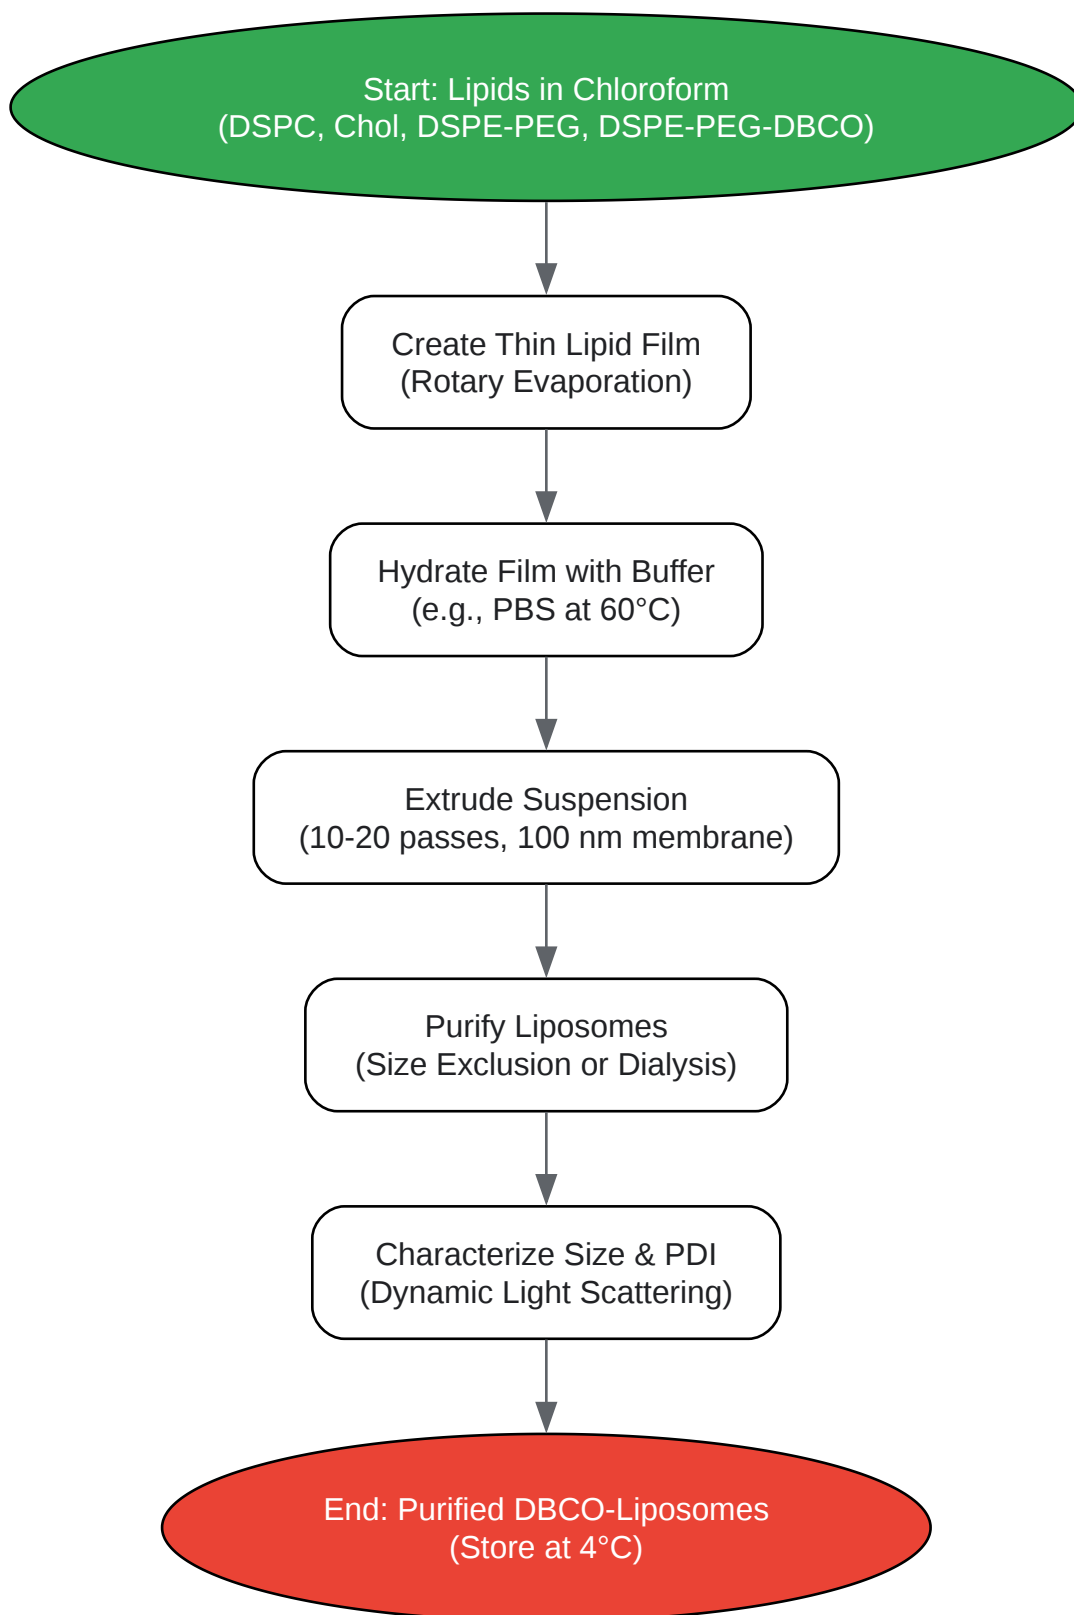 Start: Lipids in Chloroform
(DSPC, Chol, DSPE-PEG, DSPE-PEG-DBCO)
Create Thin Lipid Film
(Rotary Evaporation)
Hydrate Film with Buffer
(e.g., PBS at 60°C)
Extrude Suspension
(10-20 passes, 100 nm membrane)
Purify Liposomes
(Size Exclusion or Dialysis)
Characterize Size & PDI
(Dynamic Light Scattering)
End: Purified DBCO-Liposomes
(Store at 4°C)